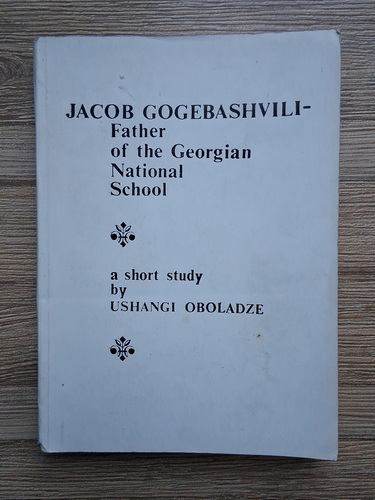 JACOB GOGEBASHVILI-
Father
of the Georgian
National
School
a short study
by
USHANGI OBOLADZE